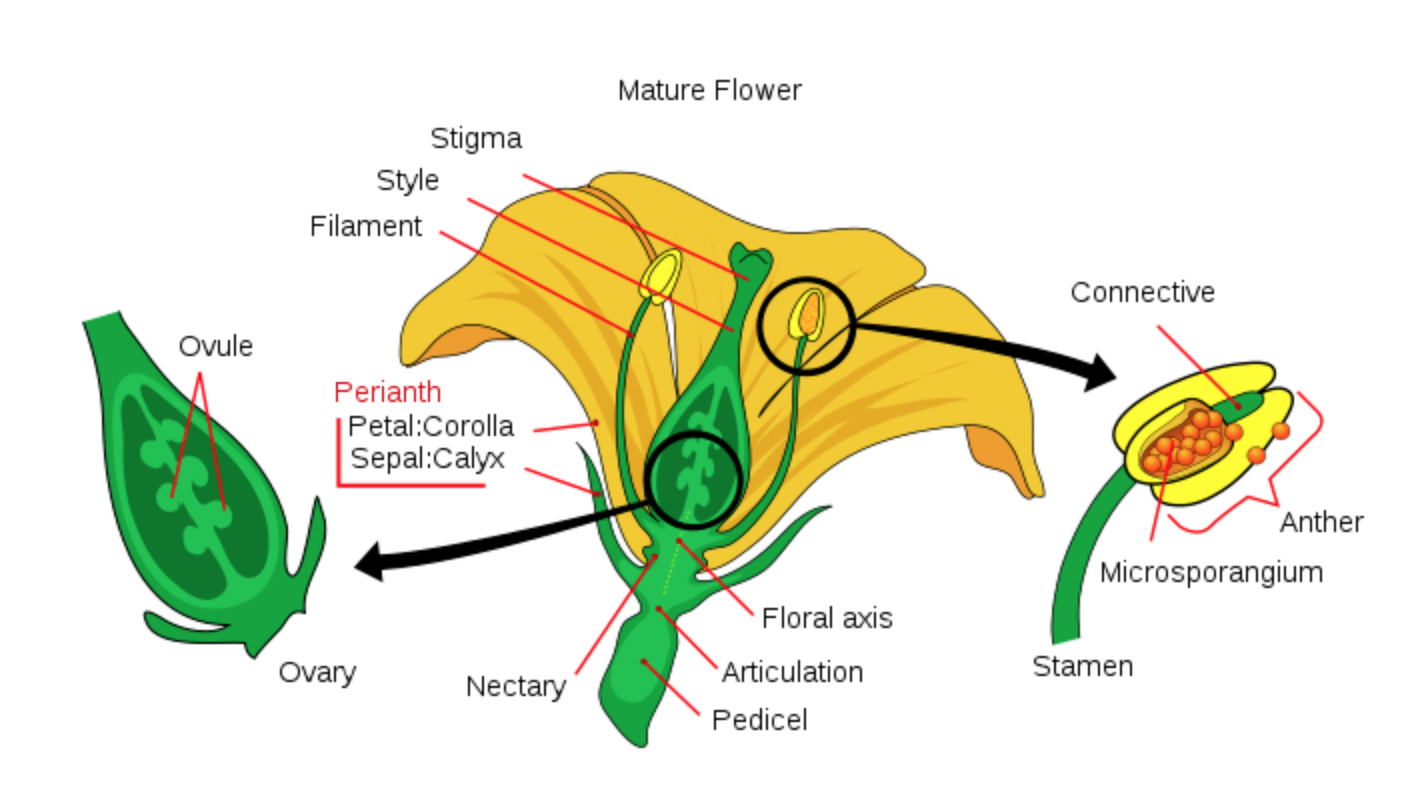 Mature Flower
Stigma
Style
Filament
Connective
Ovule
Perianth
Petal:Corolla
Sepal:Calyx
Anther
Microsporangium
Floral axis
Stamen
Ovary
Nectary
Articulation
Pedicel